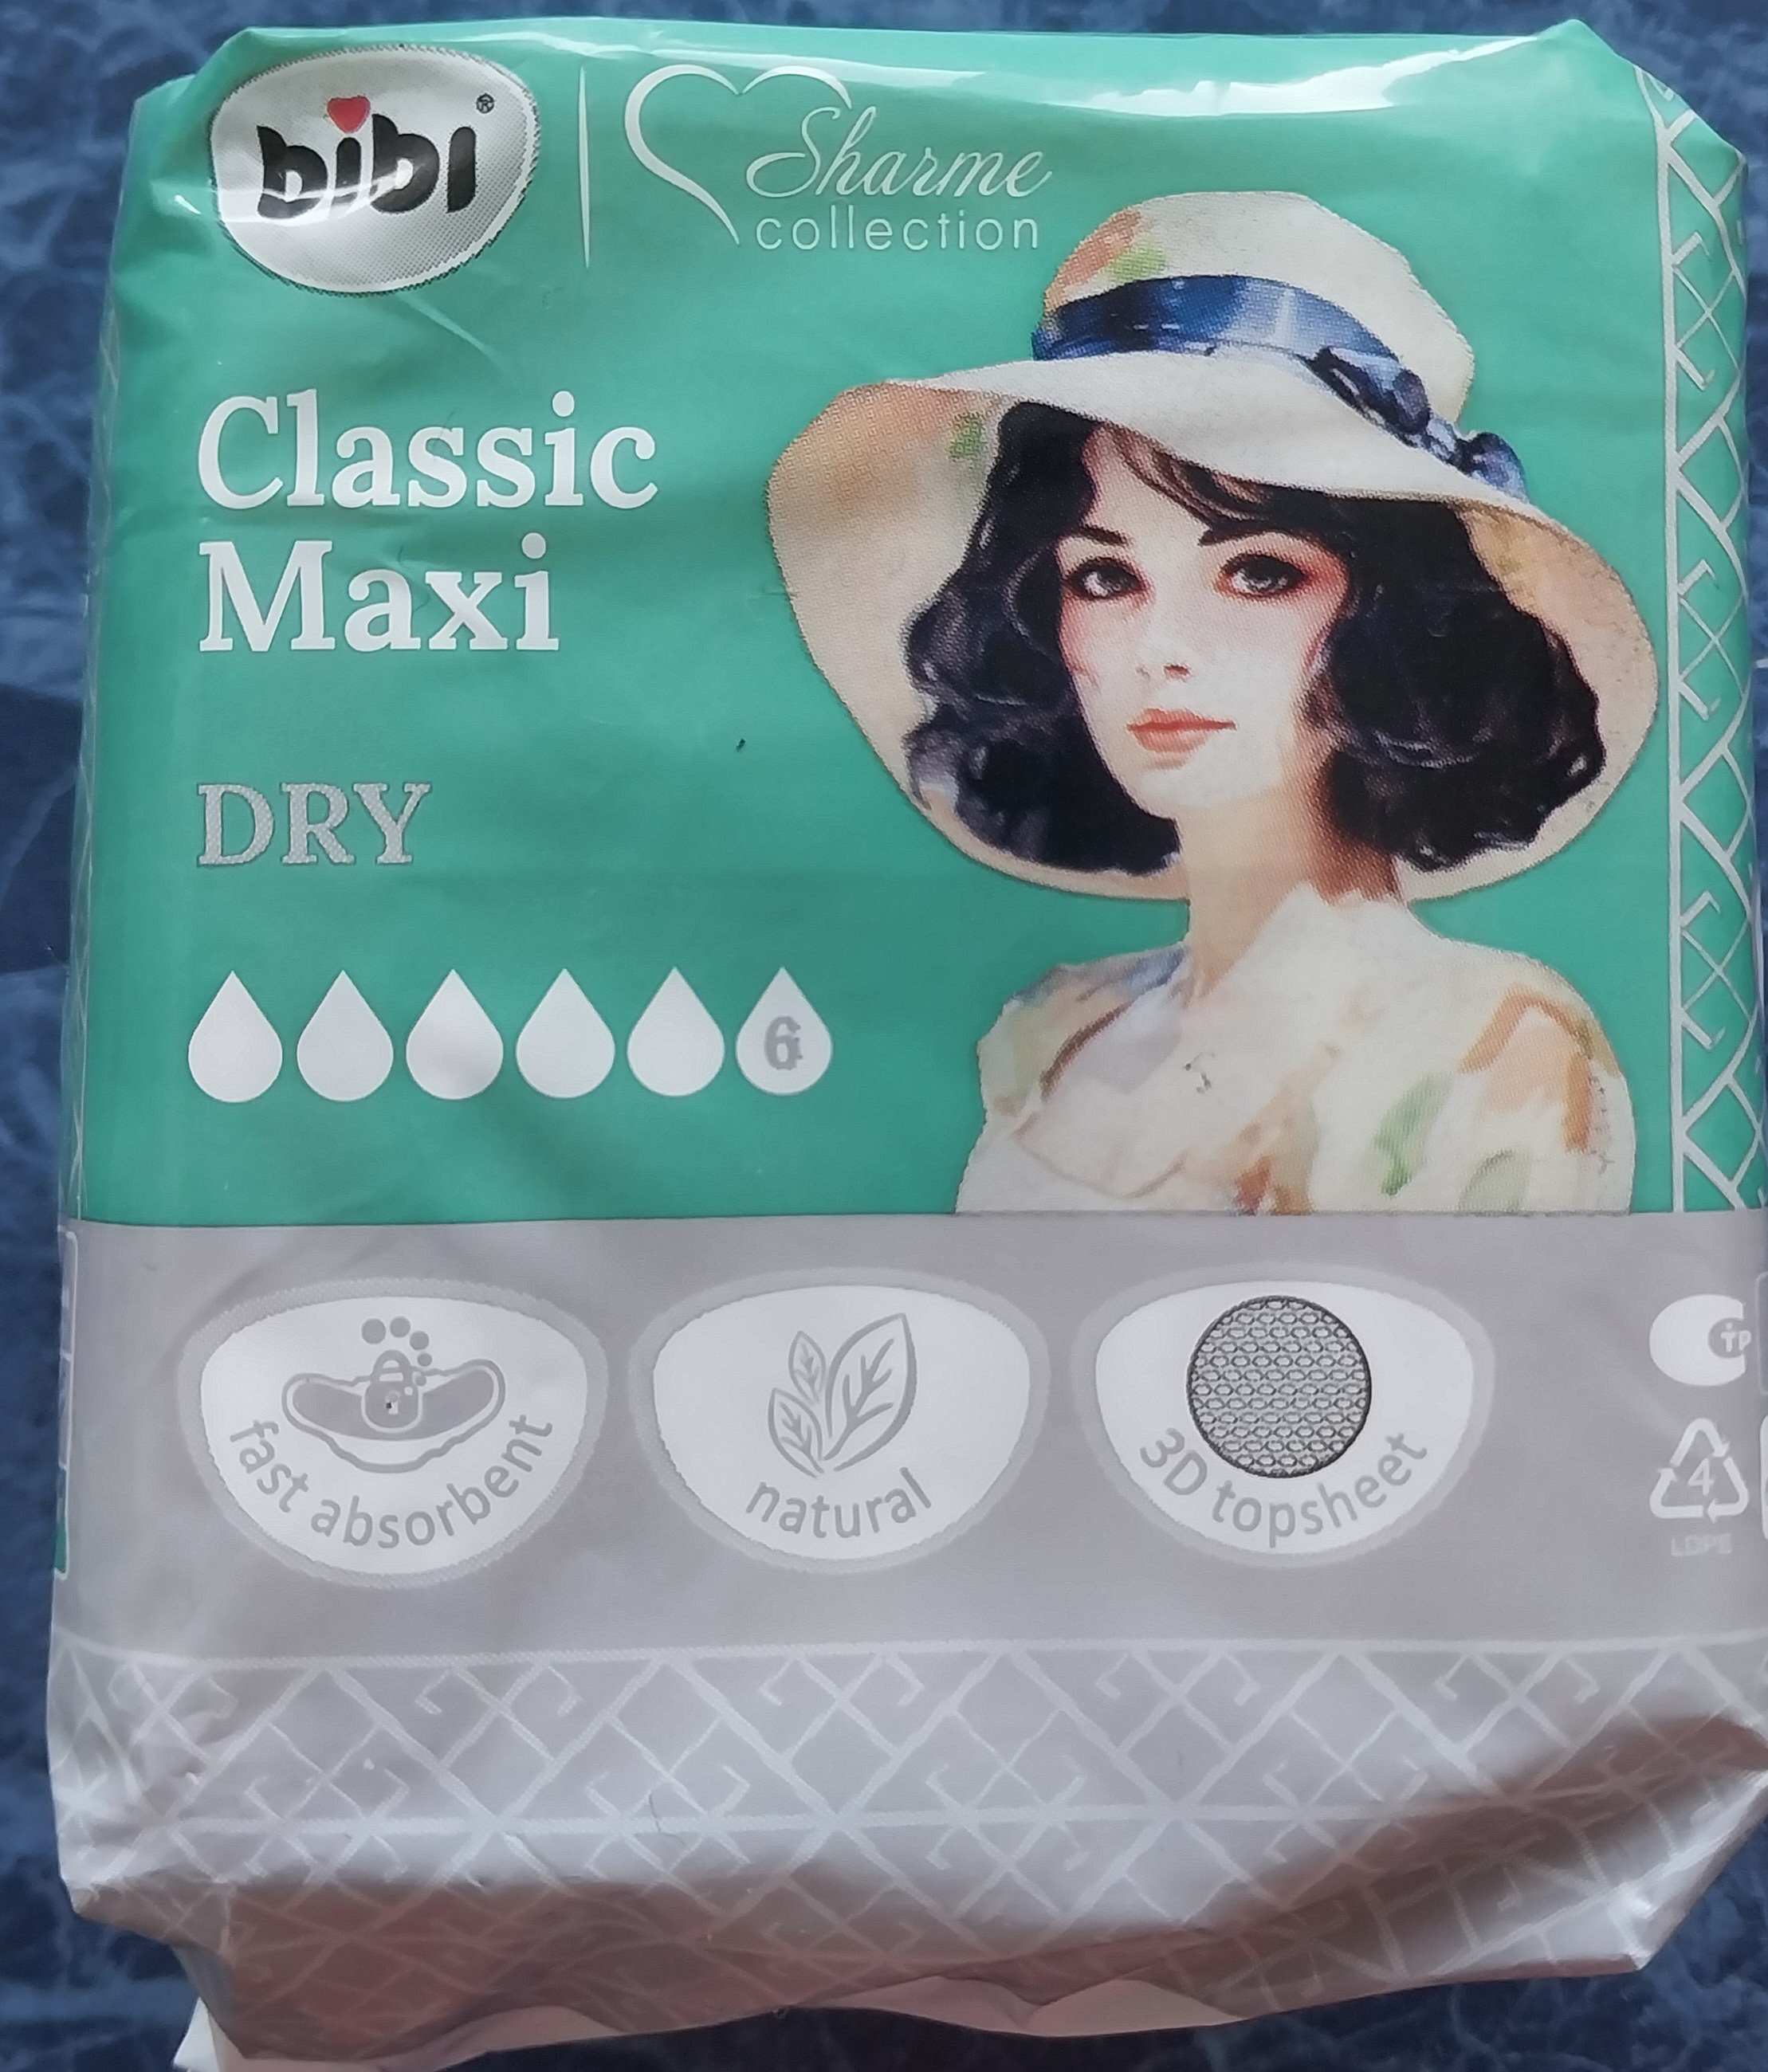 bibi®
Sharme
collection
Classic
Maxi
DRY
6
fast absorbent
natural
3D topsheet
4
LDPE